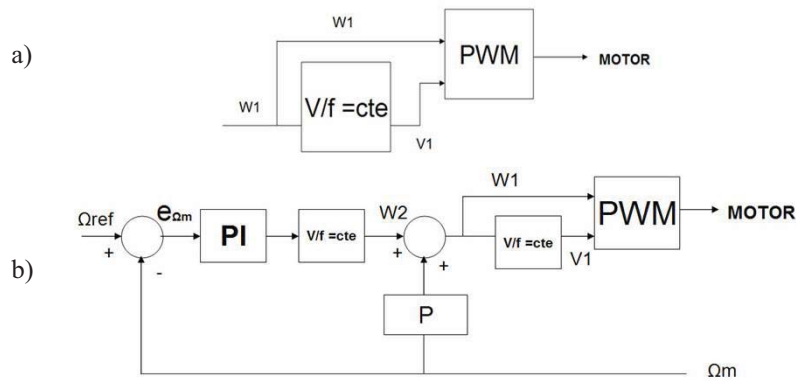 a)
W1
W1
V/f =cte
V1
PWM
MOTOR
b)
Ωref
+
-
eΩm
PI
V/f =cte
W2
+
+
P
W1
V/f =cte
V1
PWM
MOTOR
Ωm